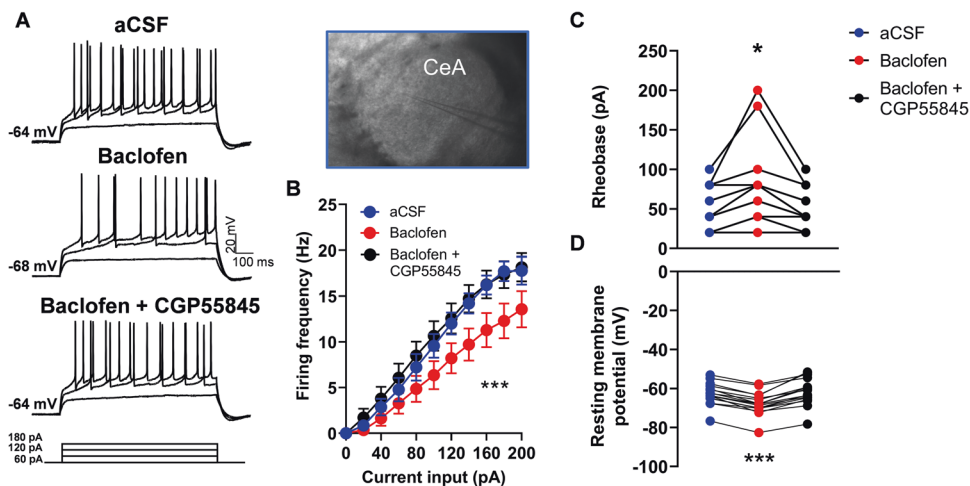 A
aCSF
-64 mV
Baclofen
-68 mV
20 mV
100 ms
Baclofen + CGP55845
-64 mV
180 pA
120 pA
60 pA
CeA
B
Firing frequency (Hz)
25
20
15
10
5
0
aCSF
Baclofen
Baclofen +
CGP55845
***
0 40 80 120 160 200
Current input (pA)
C
Rheobase (pA)
250
200
150
100
50
0
*
aCSF
Baclofen
Baclofen +
CGP55845
D
Resting membrane
potential (mV)
0
-20
-40
-60
-80
-100
***